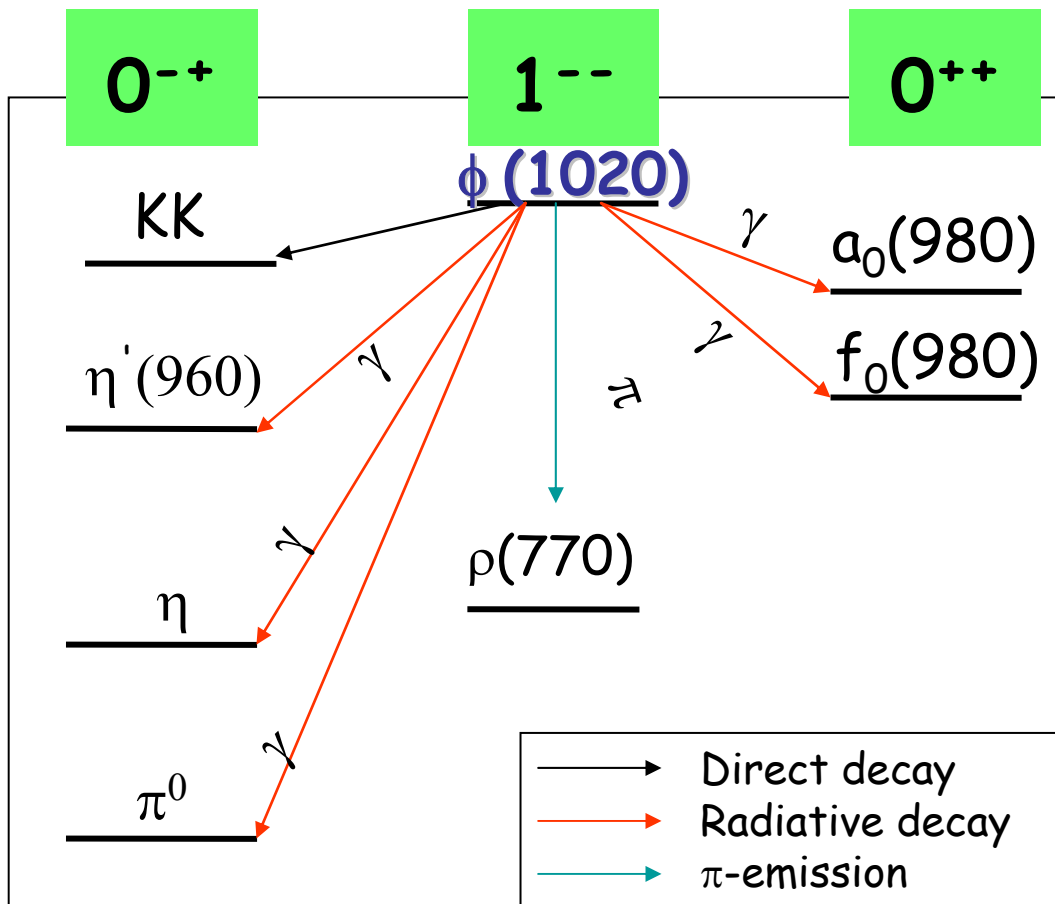 0⁻⁺ 1⁻⁻ 0⁺⁺
ϕ (1020)
KK
γ
a₀(980)
η'(960)
γ
γ
f₀(980)
π
γ
ρ(770)
η
γ
π⁰
Direct decay
Radiative decay
π-emission